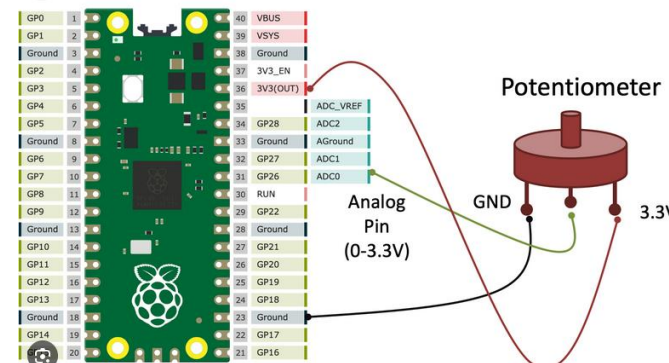 GP0 1 40 VBUS
GP1 2 39 VSYS
Ground 3 38 Ground
GP2 4 37 3V3_EN
GP3 5 36 3V3(OUT)
GP4 6 35 ADC_VREF
GP5 7 34 GP28 ADC2
Ground 8 33 Ground AGround
GP6 9 32 GP27 ADC1
GP7 10 31 GP26 ADC0
GP8 11 30 RUN
GP9 12 29 GP22
Ground 13 28 Ground
GP10 14 27 GP21
GP11 15 26 GP20
GP12 16 25 GP19
GP13 17 24 GP18
Ground 18 23 Ground
GP14 19 22 GP17
20 21 GP16
Potentiometer
GND
3.3V
Analog
Pin
(0-3.3V)